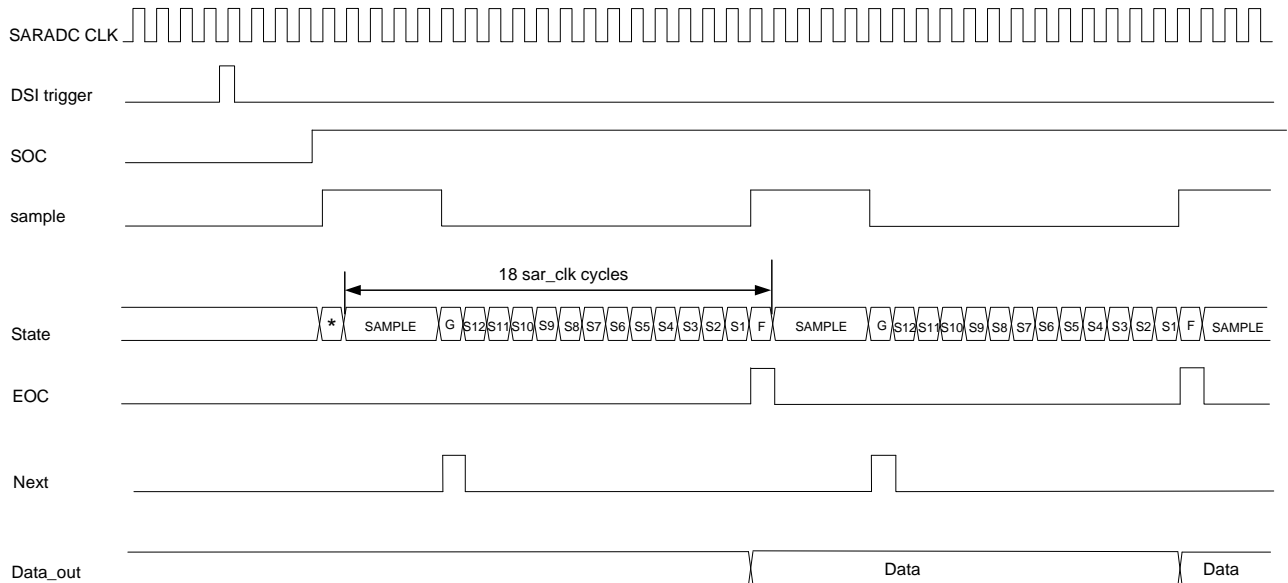 SARADC CLK
DSI trigger
SOC
sample
18 sar_clk cycles
State * SAMPLE G S12 S11 S10 S9 S8 S7 S6 S5 S4 S3 S2 S1 F SAMPLE G S12 S11 S10 S9 S8 S7 S6 S5 S4 S3 S2 S1 F SAMPLE
EOC
Next
Data_out Data Data